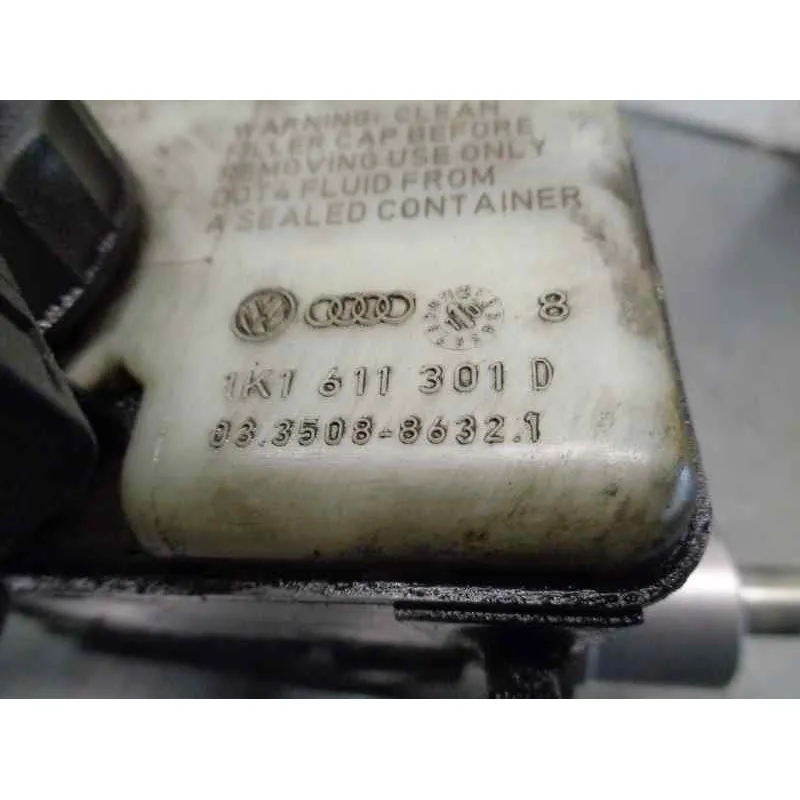 WARNING: CLEAN
FILLER CAP BEFORE
REMOVING USE ONLY
DOT4 FLUID FROM
A SEALED CONTAINER
8
1K1 611 301 D
03.3508-8632.1